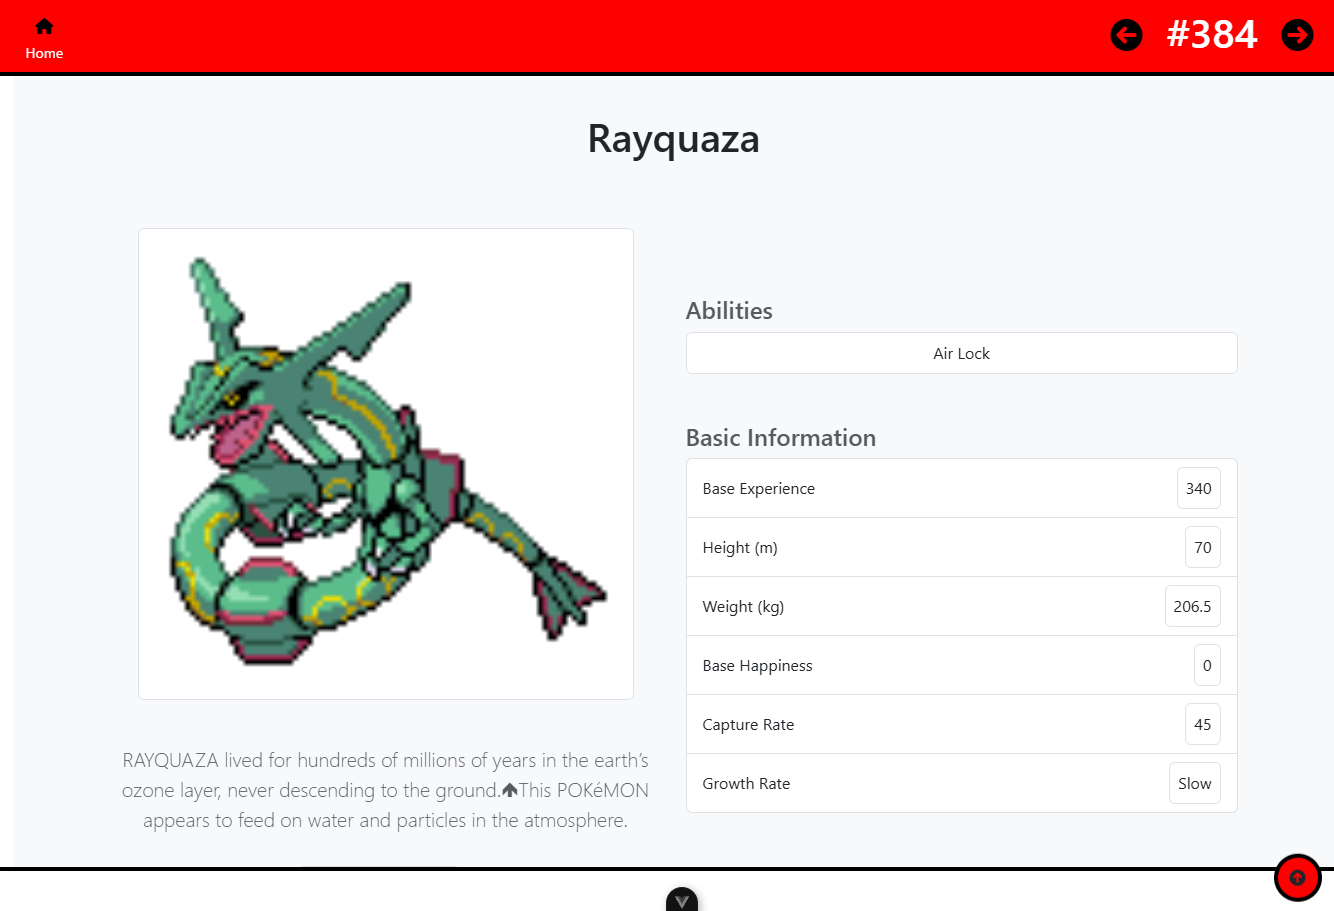 Home
#384
Rayquaza
Abilities
Air Lock
Basic Information
Base Experience 340
Height (m) 70
Weight (kg) 206.5
Base Happiness 0
Capture Rate 45
Growth Rate Slow
RAYQUAZA lived for hundreds of millions of years in the earth’s
ozone layer, never descending to the ground.🡅This POKéMON
appears to feed on water and particles in the atmosphere.